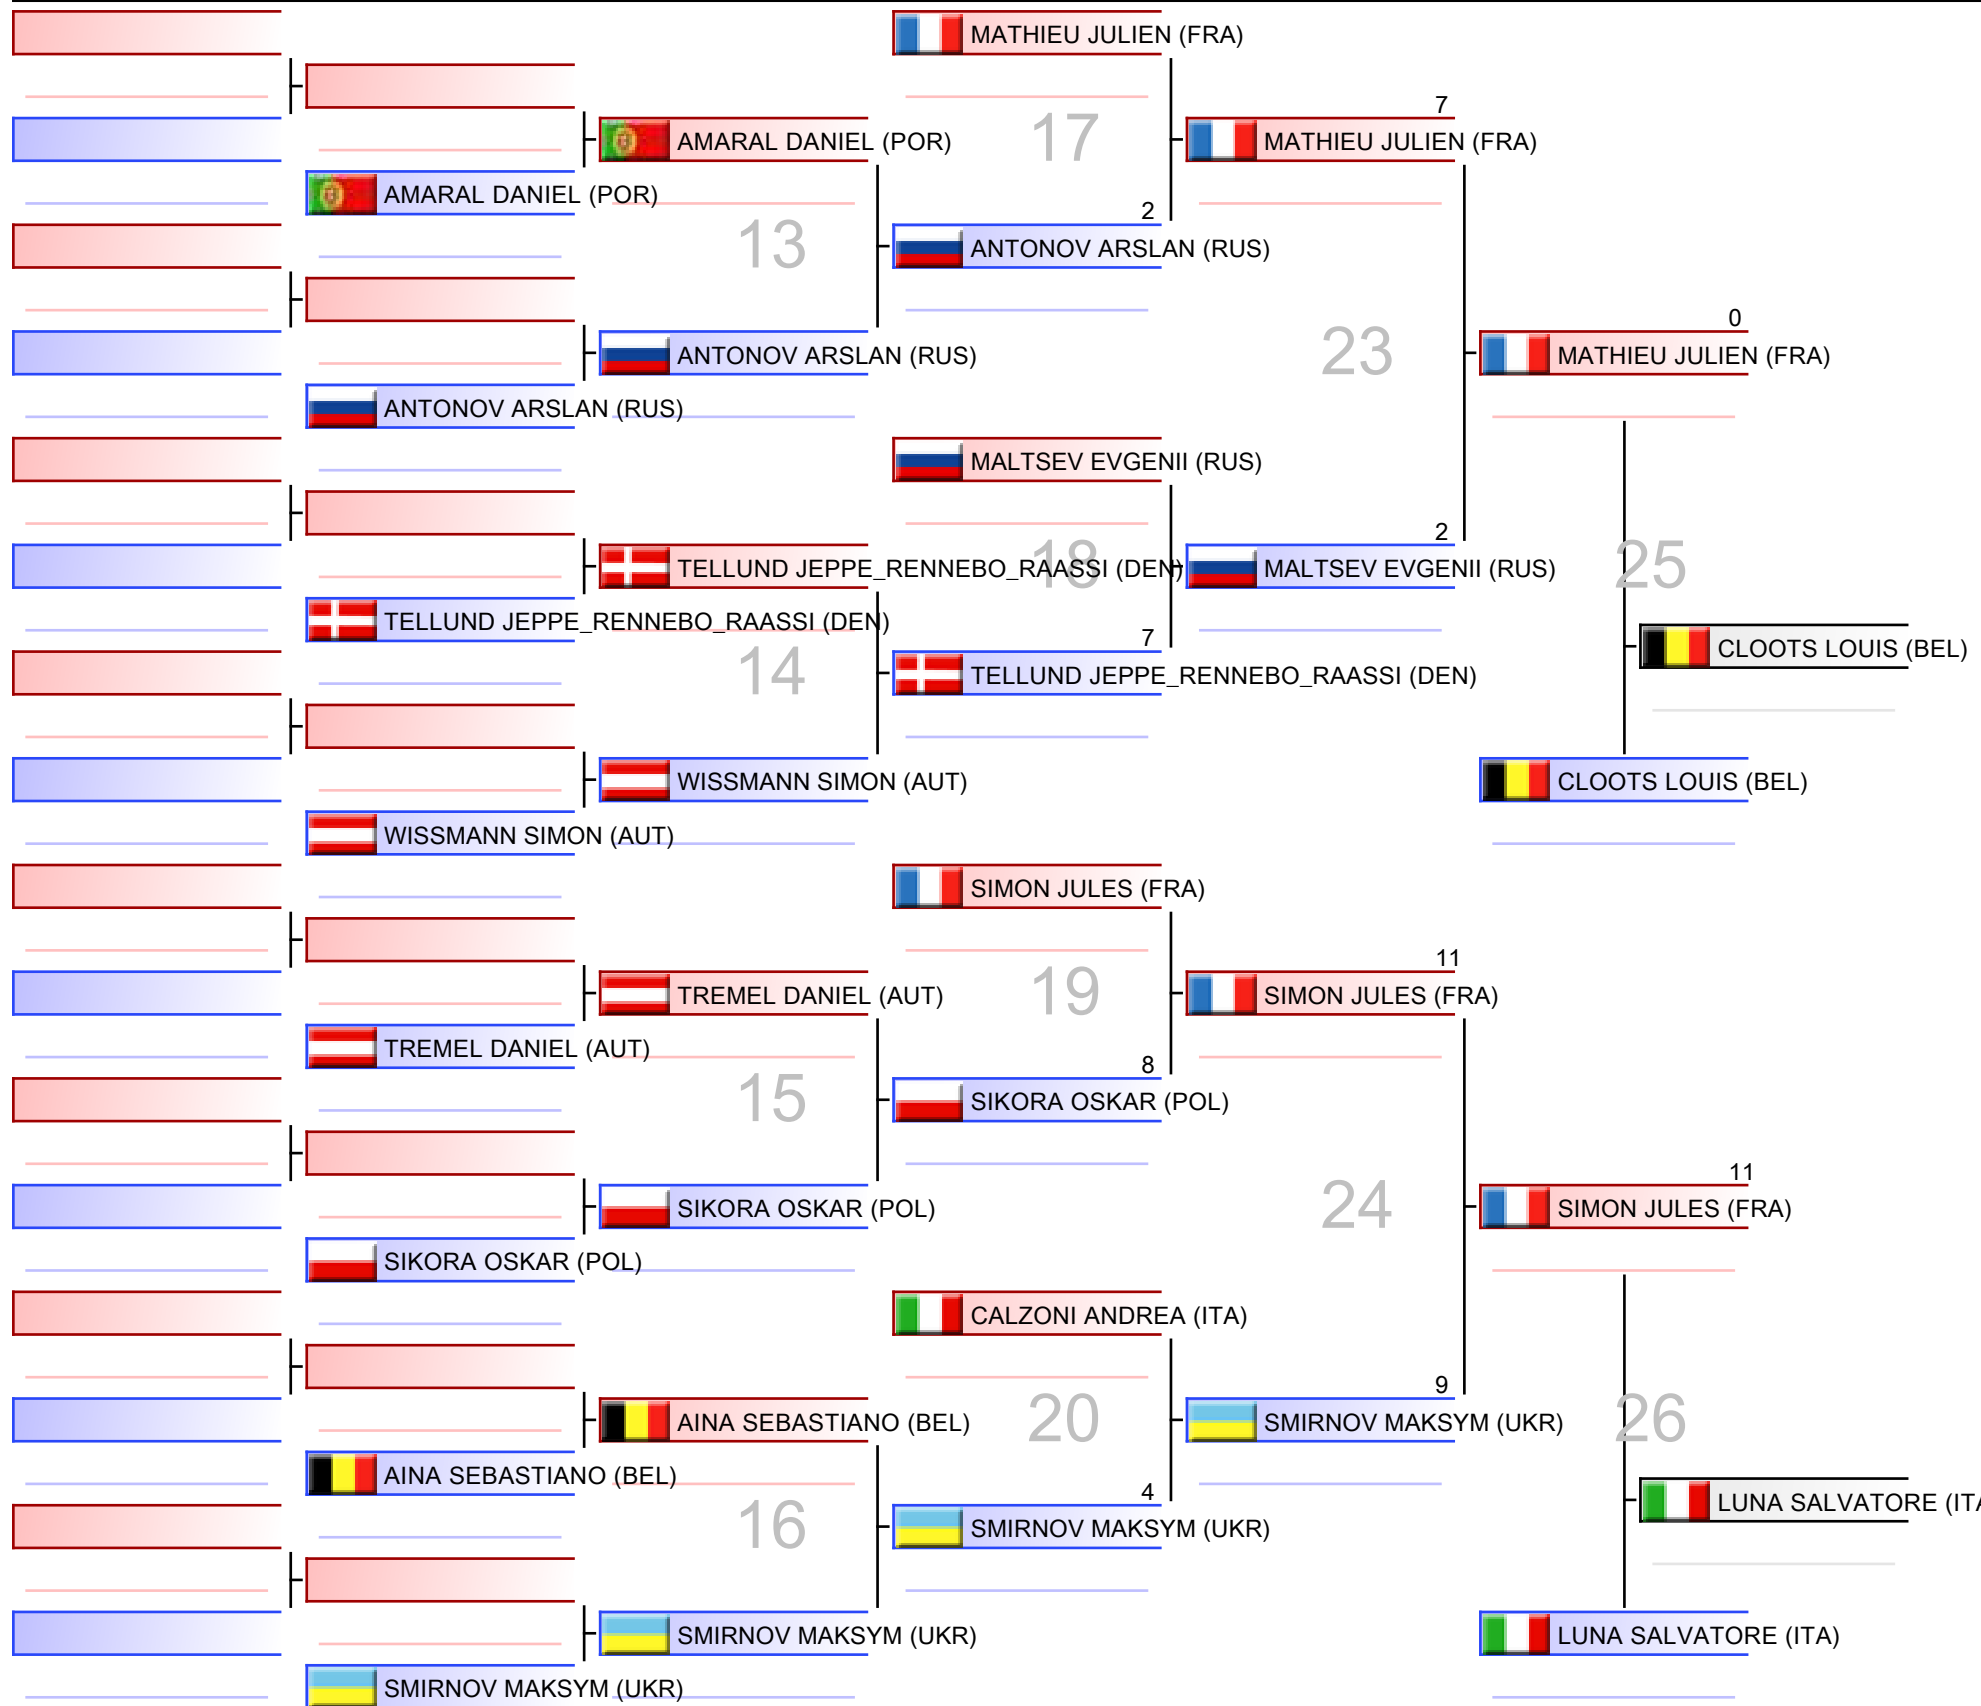 MATHIEU JULIEN (FRA)
7
AMARAL DANIEL (POR)
17
MATHIEU JULIEN (FRA)
AMARAL DANIEL (POR)
2
13
ANTONOV ARSLAN (RUS)
0
ANTONOV ARSLAN (RUS)
23
MATHIEU JULIEN (FRA)
ANTONOV ARSLAN (RUS)
MALTSEV EVGENII (RUS)
2
TELLUND JEPPE_RENNEBO_RAASSI (DEN)
18
MALTSEV EVGENII (RUS)
25
TELLUND JEPPE_RENNEBO_RAASSI (DEN)
7
CLOOTS LOUIS (BEL)
14
TELLUND JEPPE_RENNEBO_RAASSI (DEN)
WISSMANN SIMON (AUT)
CLOOTS LOUIS (BEL)
WISSMANN SIMON (AUT)
SIMON JULES (FRA)
11
TREMEL DANIEL (AUT)
19
SIMON JULES (FRA)
TREMEL DANIEL (AUT)
8
15
SIKORA OSKAR (POL)
11
SIKORA OSKAR (POL)
24
SIMON JULES (FRA)
SIKORA OSKAR (POL)
CALZONI ANDREA (ITA)
9
AINA SEBASTIANO (BEL)
20
SMIRNOV MAKSYM (UKR)
26
AINA SEBASTIANO (BEL)
4
LUNA SALVATORE (ITA
16
SMIRNOV MAKSYM (UKR)
SMIRNOV MAKSYM (UKR)
LUNA SALVATORE (ITA)
SMIRNOV MAKSYM (UKR)